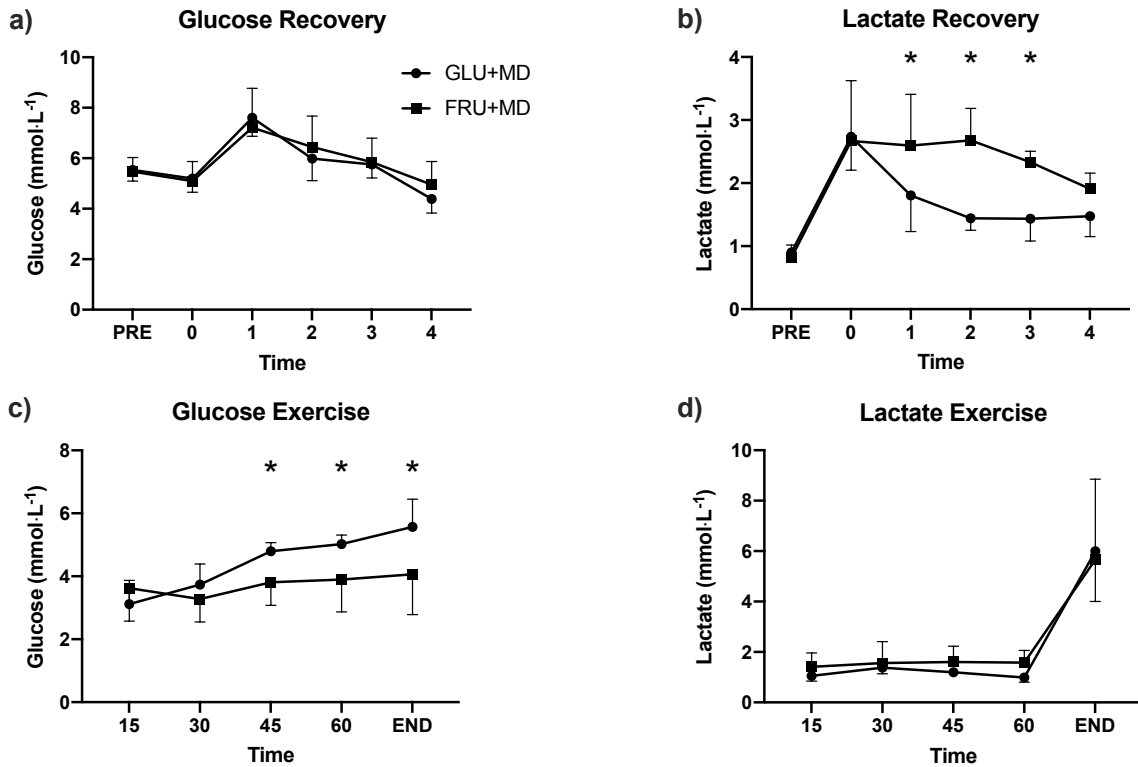 a)
Glucose Recovery
Glucose (mmol·L⁻¹)
10
8
6
4
2
0
GLU+MD
FRU+MD
PRE 0 1 2 3 4
Time
b)
Lactate Recovery
Lactate (mmol·L⁻¹)
4
3
2
1
0
* * *
PRE 0 1 2 3 4
Time
c)
Glucose Exercise
Glucose (mmol·L⁻¹)
8
6
4
2
0
* * *
15 30 45 60 END
Time
d)
Lactate Exercise
Lactate (mmol·L⁻¹)
10
8
6
4
2
0
15 30 45 60 END
Time